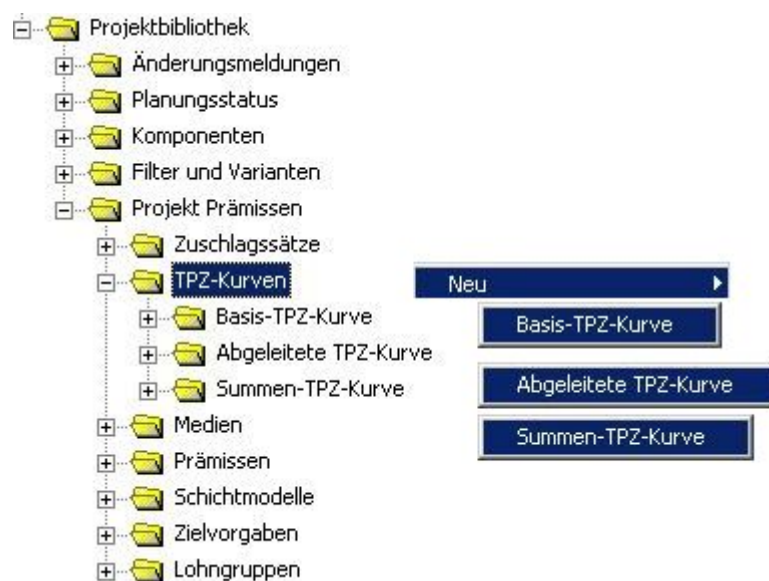 Projektbibliothek
Änderungsmeldungen
Planungsstatus
Komponenten
Filter und Varianten
Projekt Prämissen
Zuschlagssätze
TPZ-Kurven
Neu
Basis-TPZ-Kurve
Basis-TPZ-Kurve
Abgeleitete TPZ-Kurve
Abgeleitete TPZ-Kurve
Summen-TPZ-Kurve
Summen-TPZ-Kurve
Medien
Prämissen
Schichtmodelle
Zielvorgaben
Lohngruppen